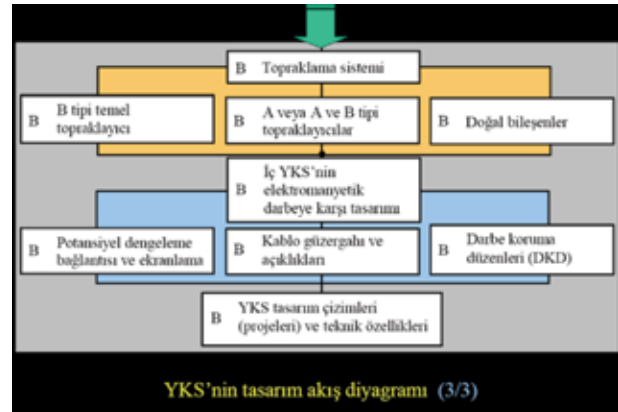 B Topraklama sistemi
B B tipi temel
topraklayıcı
B A veya A ve B tipi
topraklayıcılar
B Doğal bileşenler
B İç YKS'nin
elektromanyetik
darbeye karşı tasarımı
B Potansiyel dengeleme
bağlantısı ve ekranlama
B Kablo güzergahı ve
açıklıkları
B Darbe koruma
düzenleri (DKD)
B YKS tasarım çizimleri
(projeleri) ve teknik özellikleri
YKS'nin tasarım akış diyagramı (3/3)